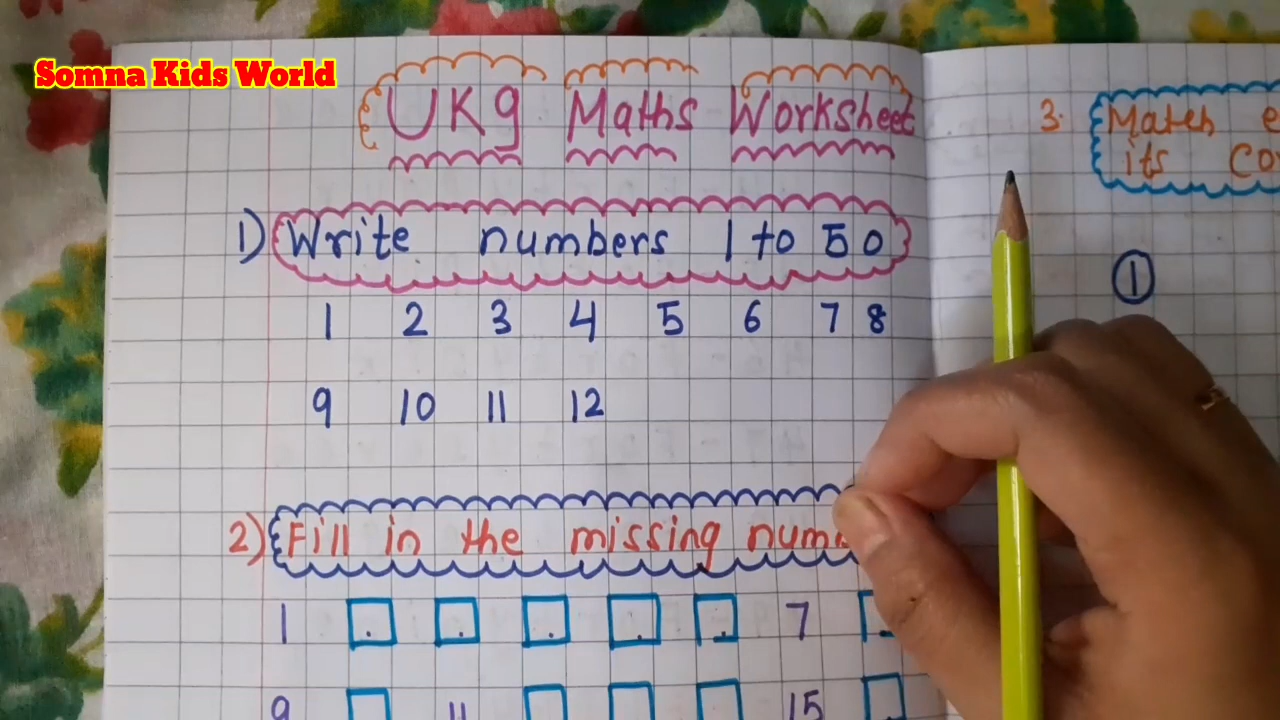 Somna Kids World
UKg Maths Worksheet
1) Write numbers 1 to 50
1 2 3 4 5 6 7 8
9 10 11 12
2) Fill in the missing
1 7
9 11 15
3. Match
its
1